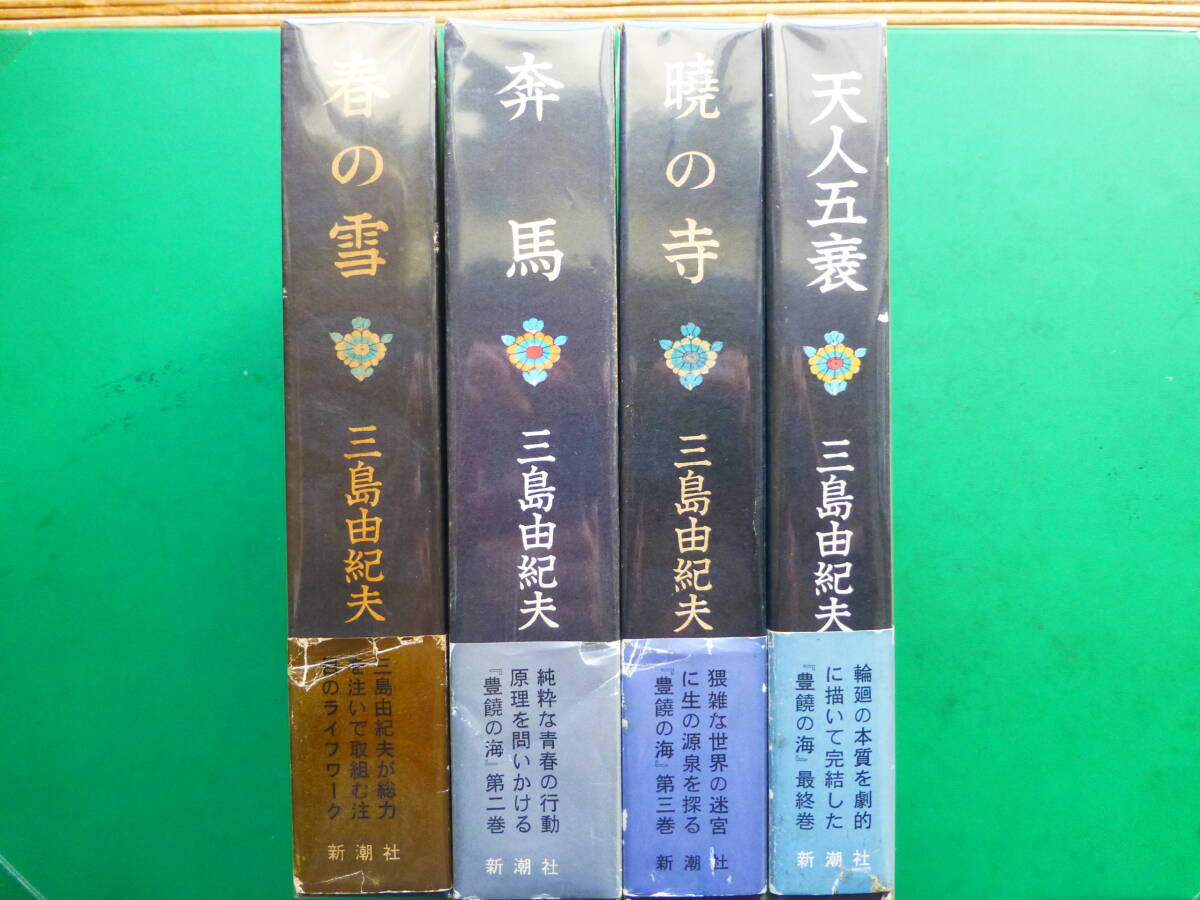 春の雪
三島由紀夫
三島由紀夫が総力
を注いで取組む注
目のライフワーク
新潮社
奔馬
三島由紀夫
純粋な青春の行動
原理を問いかける
『豊饒の海』第二巻
新潮社
曉の寺
三島由紀夫
猥雑な世界の迷宮
に生の源泉を探る
『豊饒の海』第三巻
新潮社
天人五衰
三島由紀夫
輪廻の本質を劇的
に描いて完結した
『豊饒の海』最終巻
新潮社